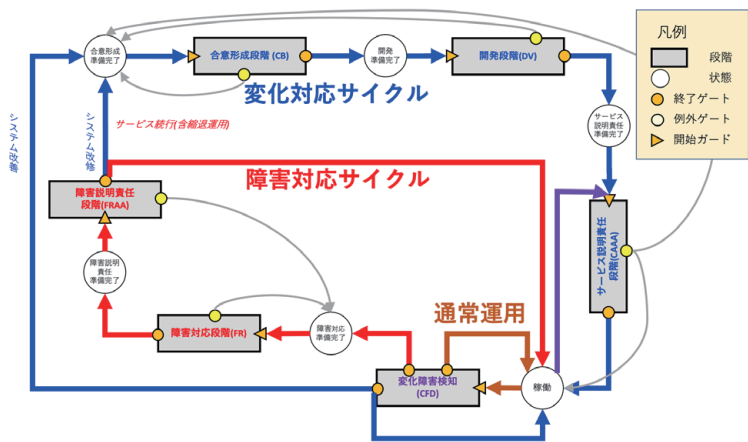 合意形成
準備完了
合意形成段階 (CB)
開発
準備完了
開発段階(DV)
凡例
段階
状態
終了ゲート
例外ゲート
開始ガード
変化対応サイクル
システム改善
システム改修
サービス続行(含縮退運用)
サービス
説明責任
準備完了
障害説明責任
段階(FRAA)
障害対応サイクル
サービス説明責任
段階(CAAA)
障害説明
責任
準備完了
障害対応段階(FR)
障害対応
準備完了
通常運用
変化障害検知
(CFD)
稼働